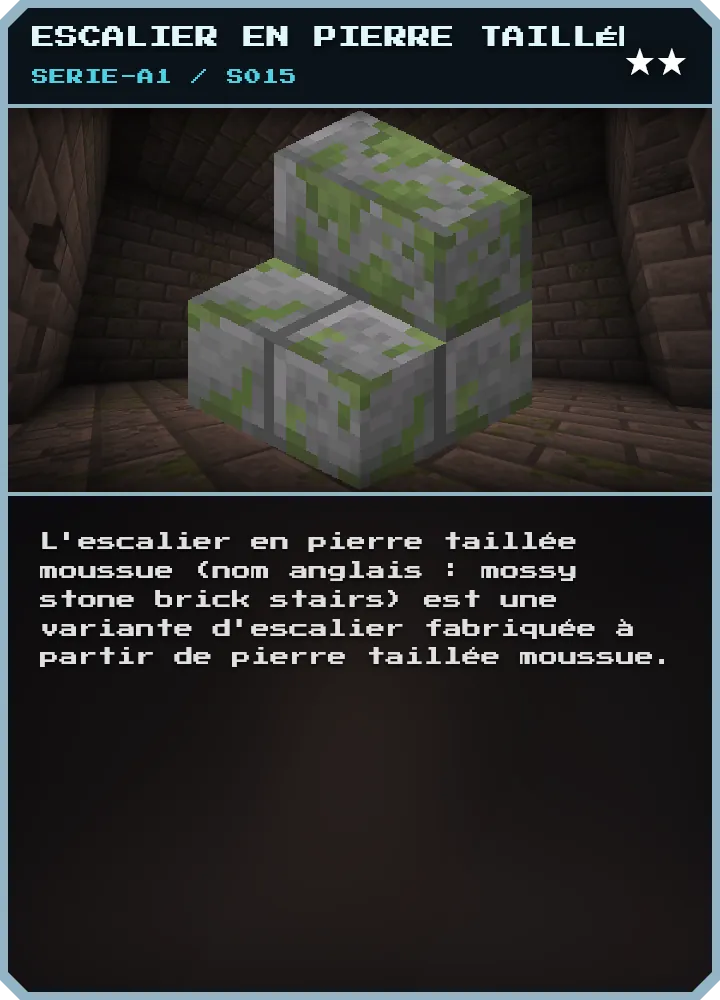 ESCALIER EN PIERRE TAILLÉ
SERIE-A1 / S015
★★
L'escalier en pierre taillée
moussue (nom anglais : mossy
stone brick stairs) est une
variante d'escalier fabriquée à
partir de pierre taillée moussue.